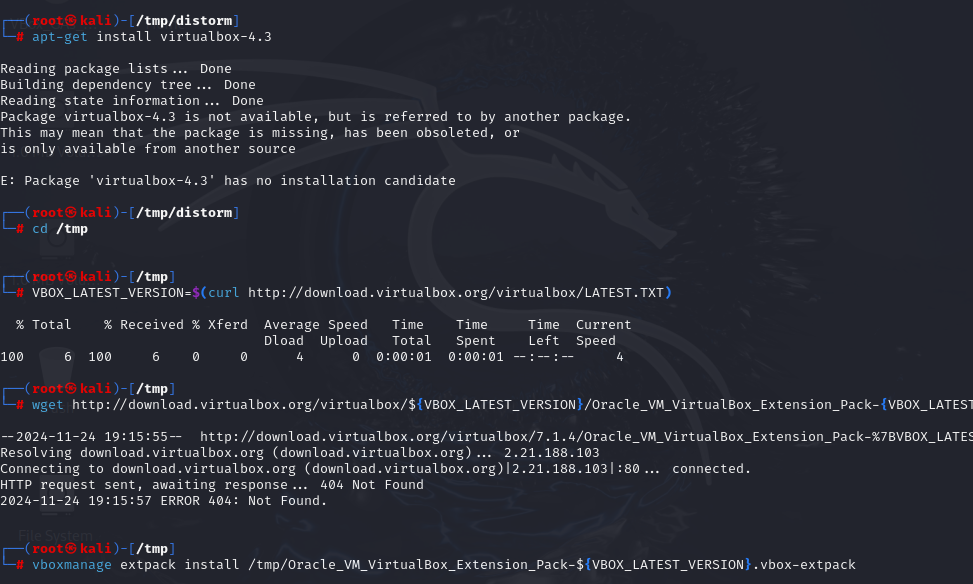 ┌──(root㉿kali)-[/tmp/distorm]
└─# apt-get install virtualbox-4.3
Reading package lists... Done
Building dependency tree... Done
Reading state information... Done
Package virtualbox-4.3 is not available, but is referred to by another package.
This may mean that the package is missing, has been obsoleted, or
is only available from another source
E: Package 'virtualbox-4.3' has no installation candidate
┌──(root㉿kali)-[/tmp/distorm]
└─# cd /tmp
┌──(root㉿kali)-[/tmp]
└─# VBOX_LATEST_VERSION=$(curl http://download.virtualbox.org/virtualbox/LATEST.TXT)
  % Total    % Received % Xferd  Average Speed   Time    Time     Time  Current
                                 Dload  Upload   Total   Spent    Left  Speed
100     6  100     6    0     0      4      0  0:00:01  0:00:01 --:--:--     4
┌──(root㉿kali)-[/tmp]
└─# wget http://download.virtualbox.org/virtualbox/${VBOX_LATEST_VERSION}/Oracle_VM_VirtualBox_Extension_Pack-{VBOX_LATEST
--2024-11-24 19:15:55--  http://download.virtualbox.org/virtualbox/7.1.4/Oracle_VM_VirtualBox_Extension_Pack-%7BVBOX_LATES
Resolving download.virtualbox.org (download.virtualbox.org)... 2.21.188.103
Connecting to download.virtualbox.org (download.virtualbox.org)|2.21.188.103|:80... connected.
HTTP request sent, awaiting response... 404 Not Found
2024-11-24 19:15:57 ERROR 404: Not Found.
File System
┌──(root㉿kali)-[/tmp]
└─# vboxmanage extpack install /tmp/Oracle_VM_VirtualBox_Extension_Pack-${VBOX_LATEST_VERSION}.vbox-extpack